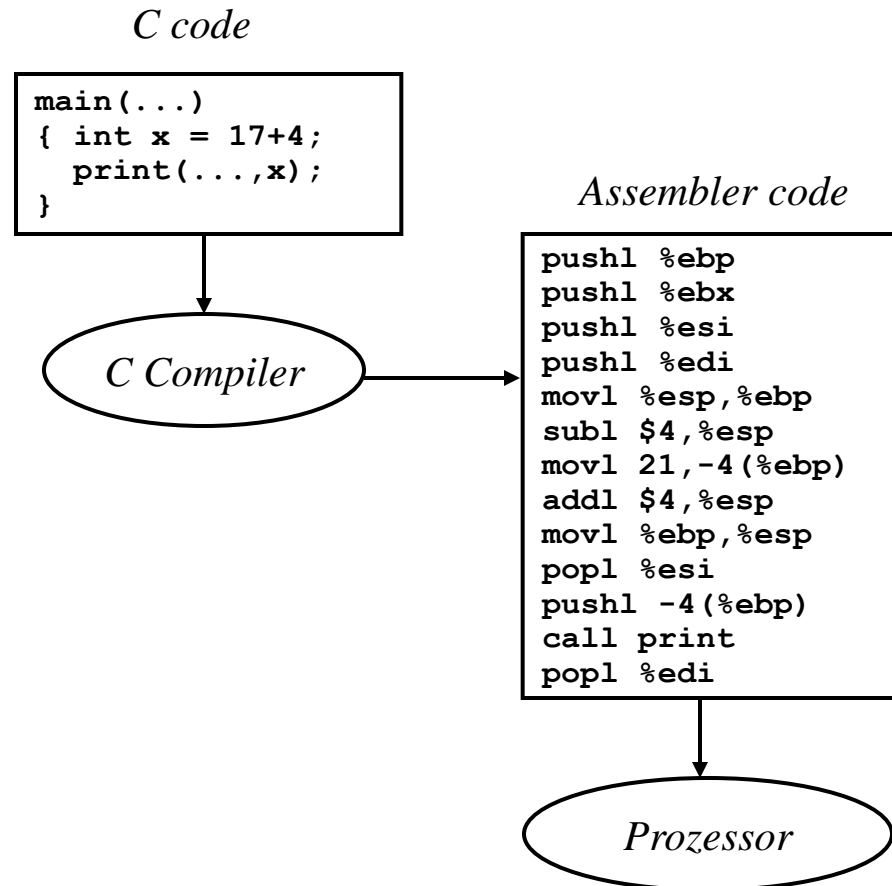 C code
main(...)
{ int x = 17+4;
  print(...,x);
}
C Compiler
Assembler code
pushl %ebp
pushl %ebx
pushl %esi
pushl %edi
movl %esp,%ebp
subl $4,%esp
movl 21,-4(%ebp)
addl $4,%esp
movl %ebp,%esp
popl %esi
pushl -4(%ebp)
call print
popl %edi
Prozessor